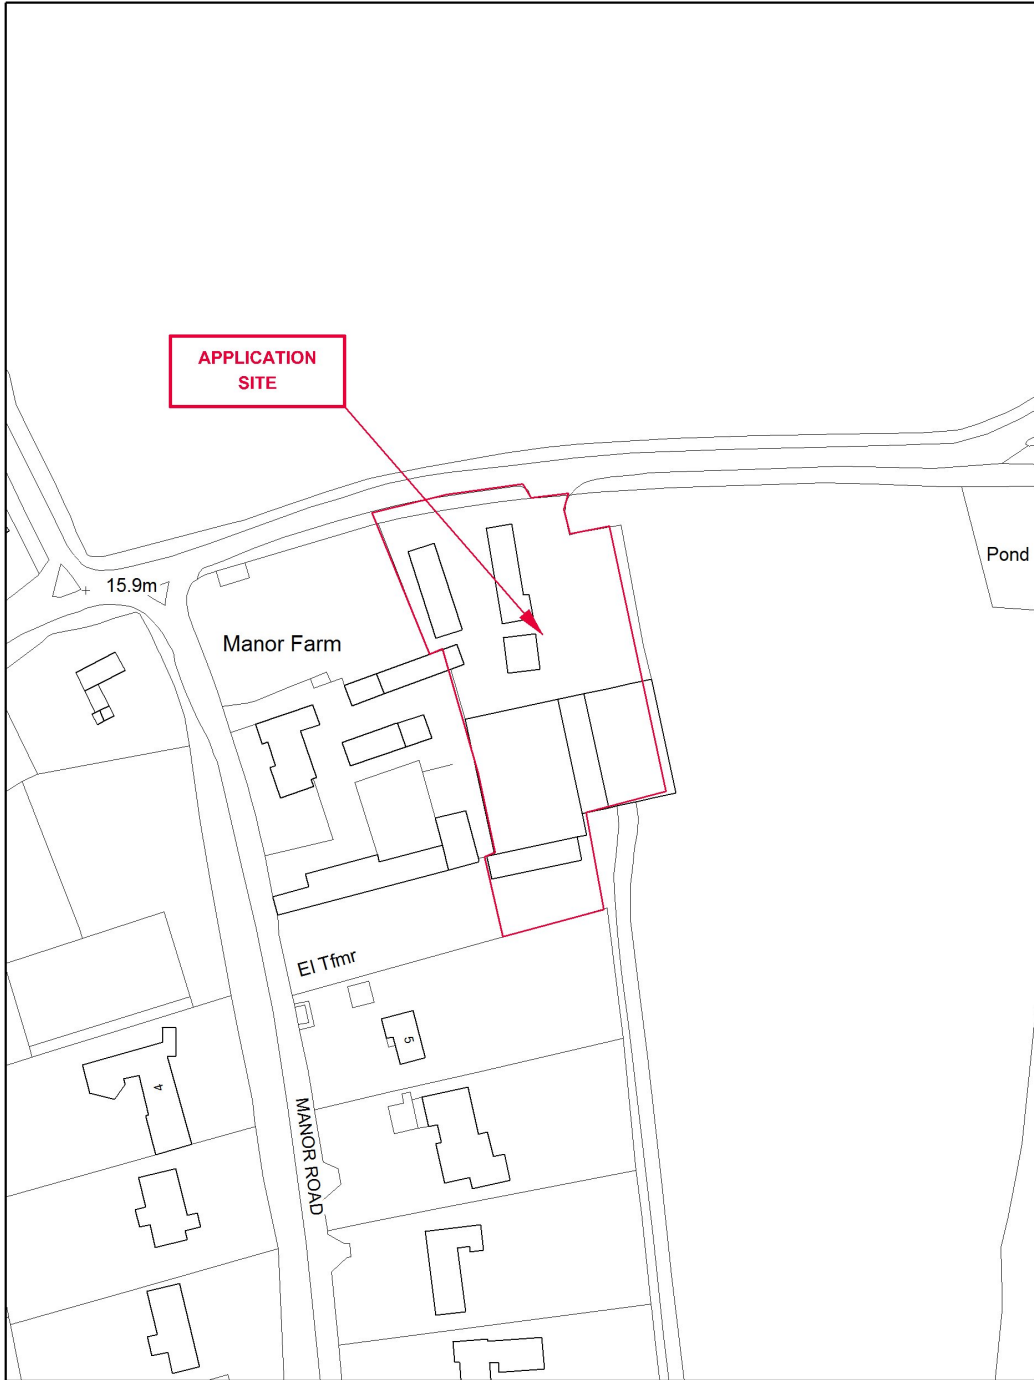 APPLICATION
SITE
Pond
15.9m
Manor Farm
El Tfmr
5
4
MANOR ROAD